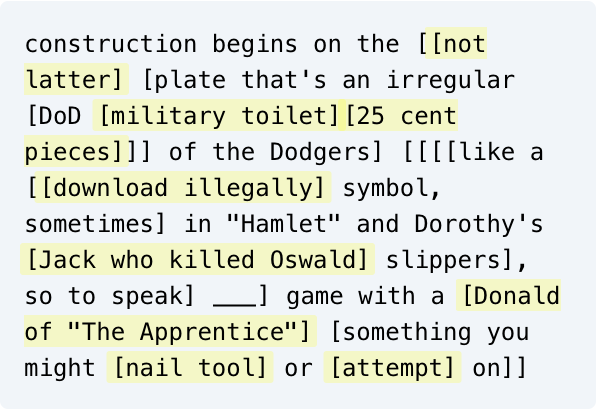 construction begins on the [[not
latter] [plate that's an irregular
[DoD [military toilet][25 cent
pieces]]] of the Dodgers] [[[[like a
[[download illegally] symbol,
sometimes] in "Hamlet" and Dorothy's
[Jack who killed Oswald] slippers],
so to speak] ___] game with a [Donald
of "The Apprentice"] [something you
might [nail tool] or [attempt] on]]